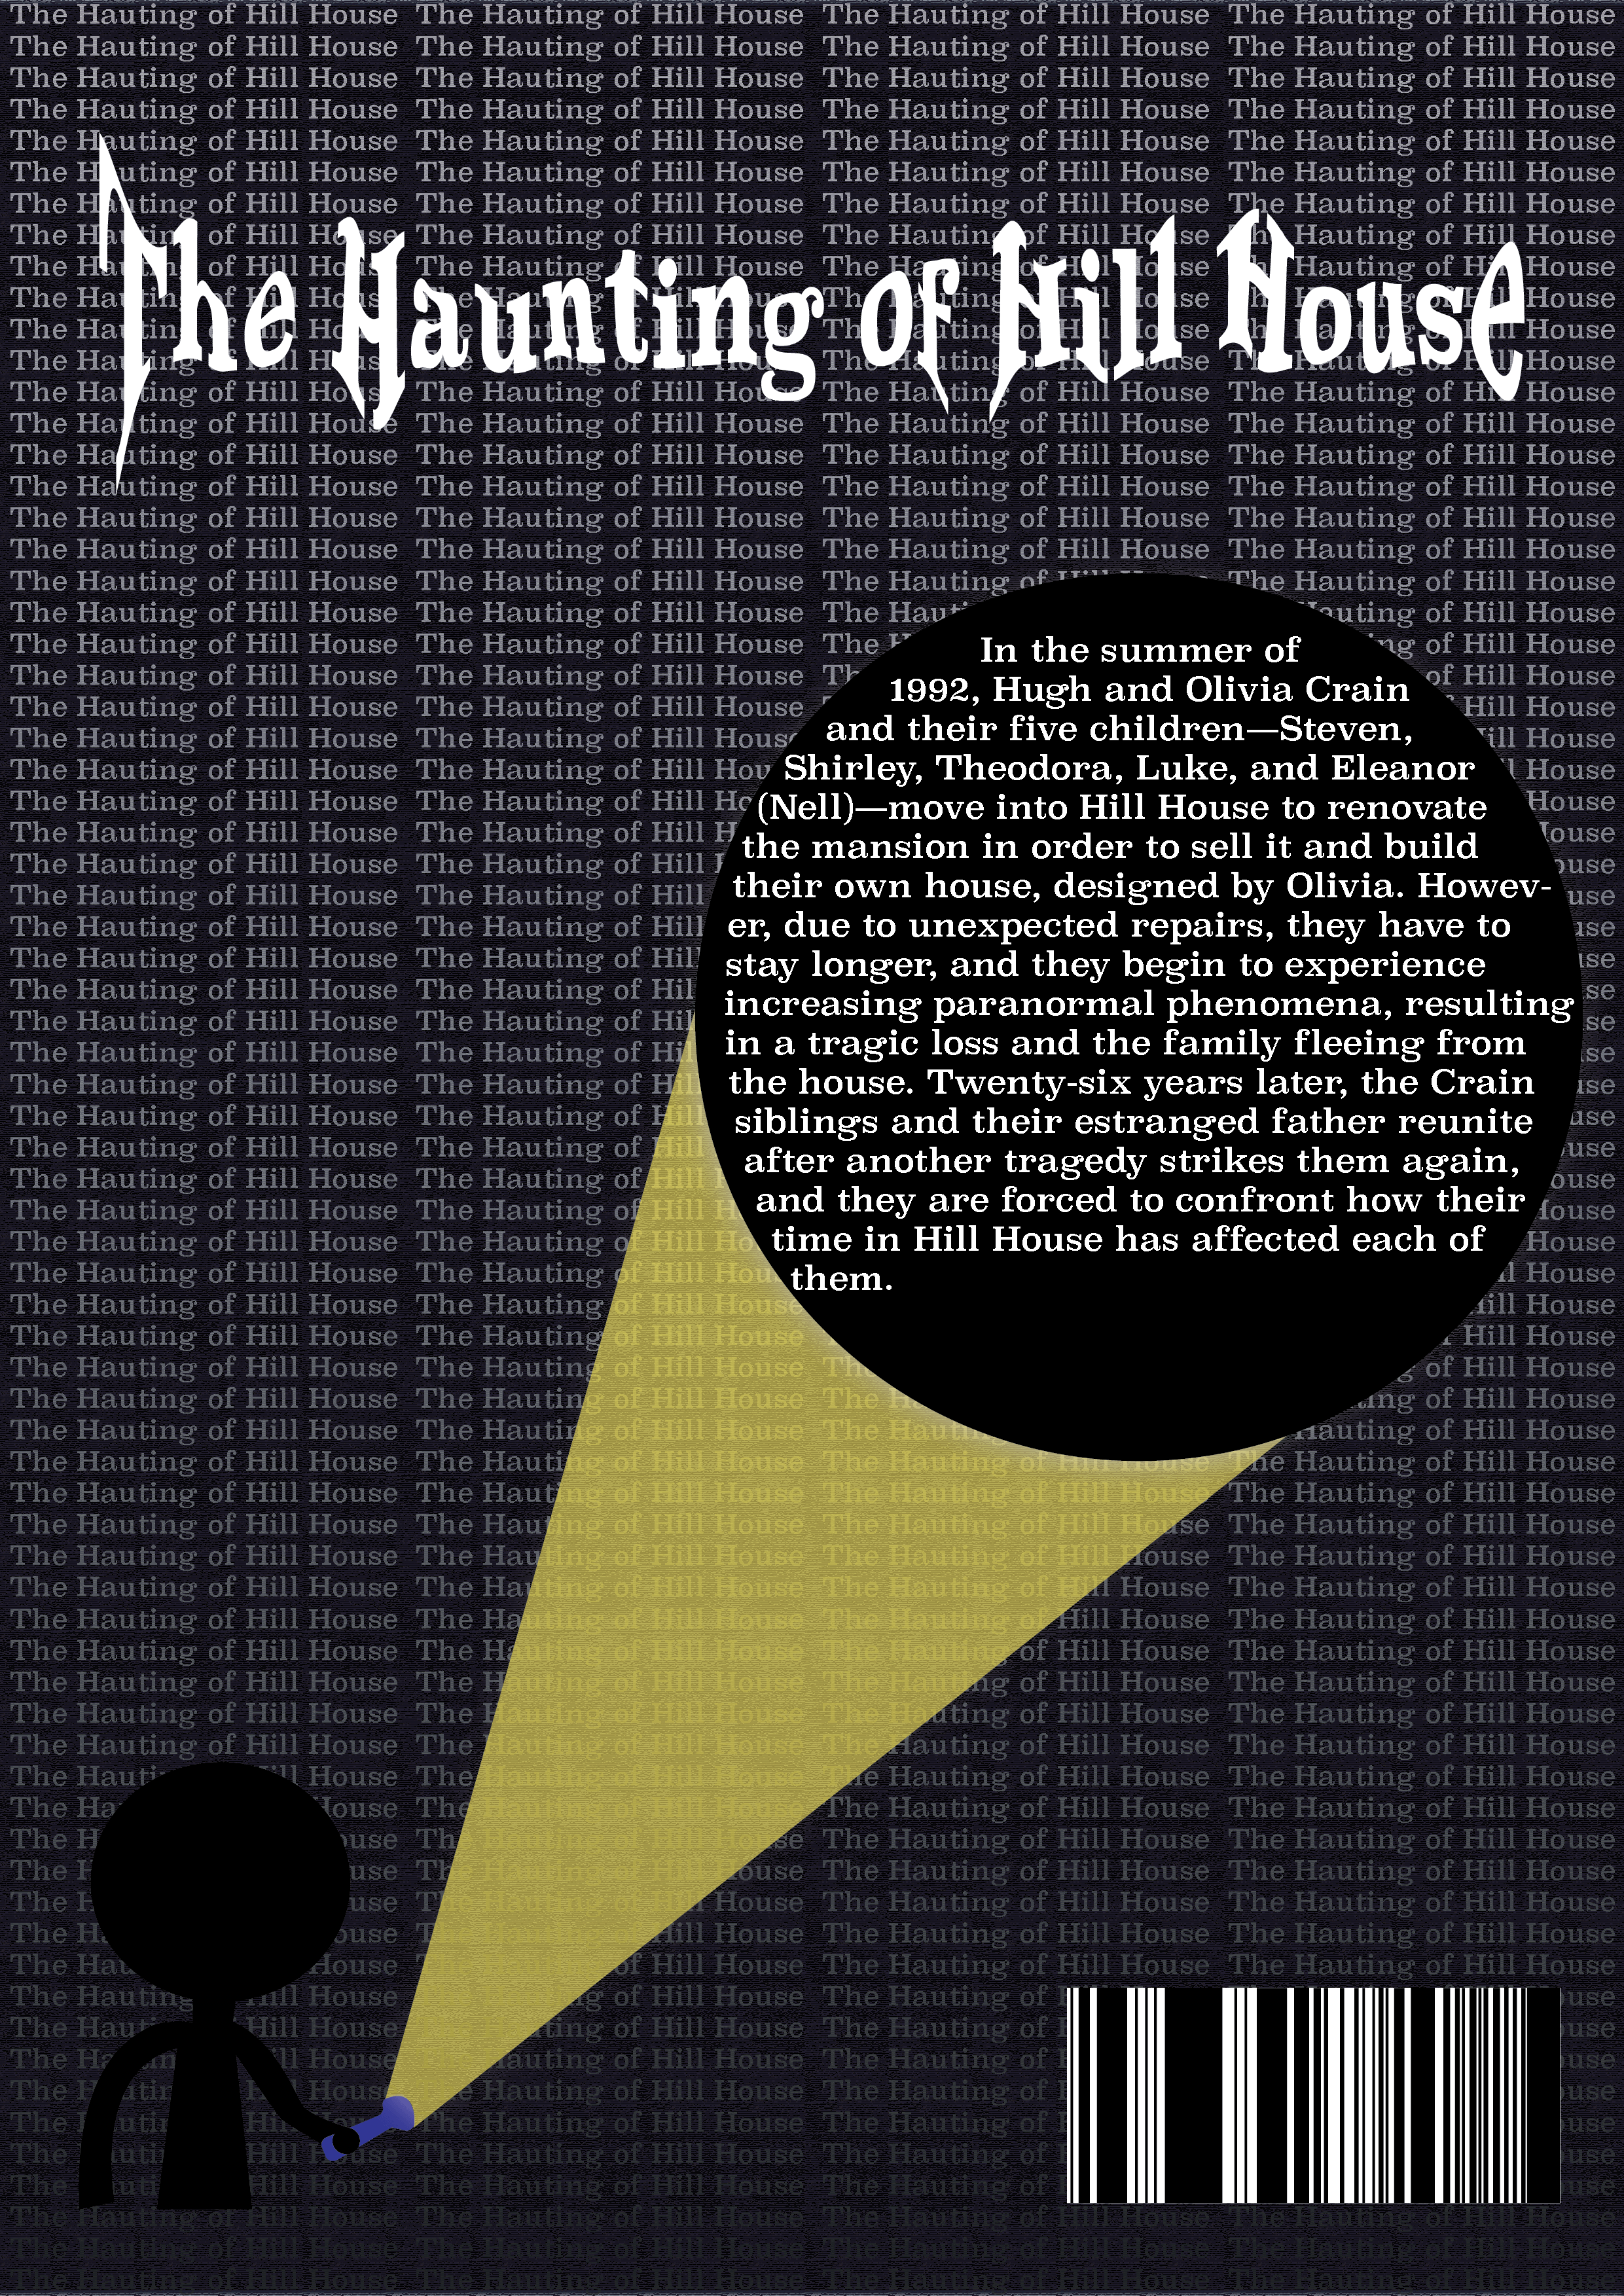 The Hauting of Hill House The Hauting of Hill House The Hauting of Hill House The Hauting of Hill House
The Haunting of Hill House
In the summer of
1992, Hugh and Olivia Crain
and their five children—Steven,
Shirley, Theodora, Luke, and Eleanor
(Nell)—move into Hill House to renovate
the mansion in order to sell it and build
their own house, designed by Olivia. Howev-
er, due to unexpected repairs, they have to
stay longer, and they begin to experience
increasing paranormal phenomena, resulting
in a tragic loss and the family fleeing from
the house. Twenty-six years later, the Crain
siblings and their estranged father reunite
after another tragedy strikes them again,
and they are forced to confront how their
time in Hill House has affected each of
them.